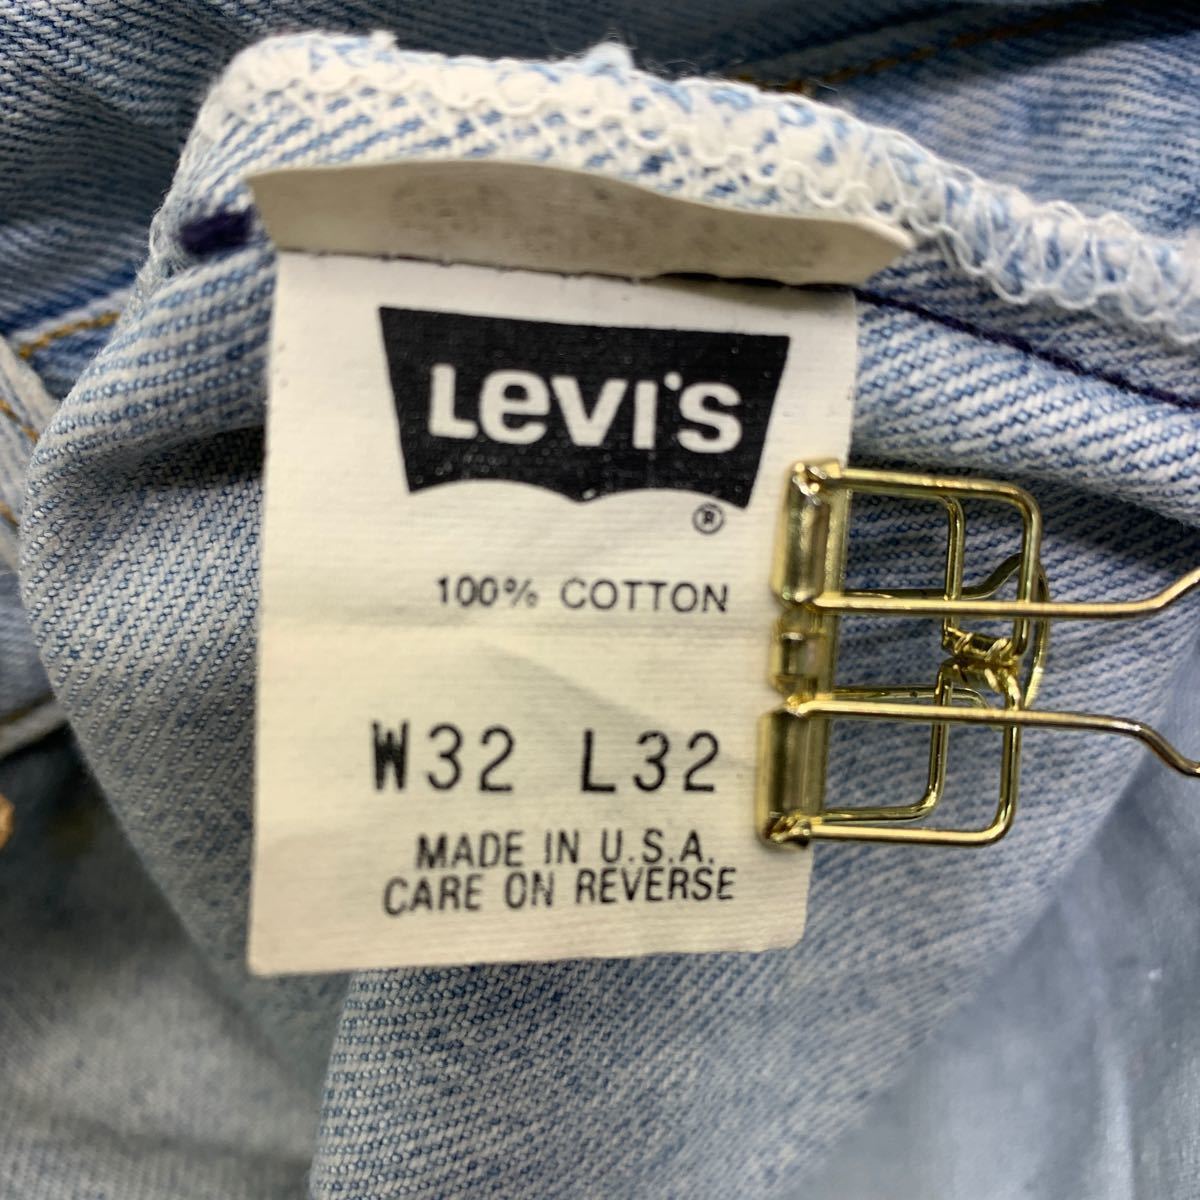 Levi's
®
100% COTTON
W32 L32
MADE IN U.S.A.
CARE ON REVERSE